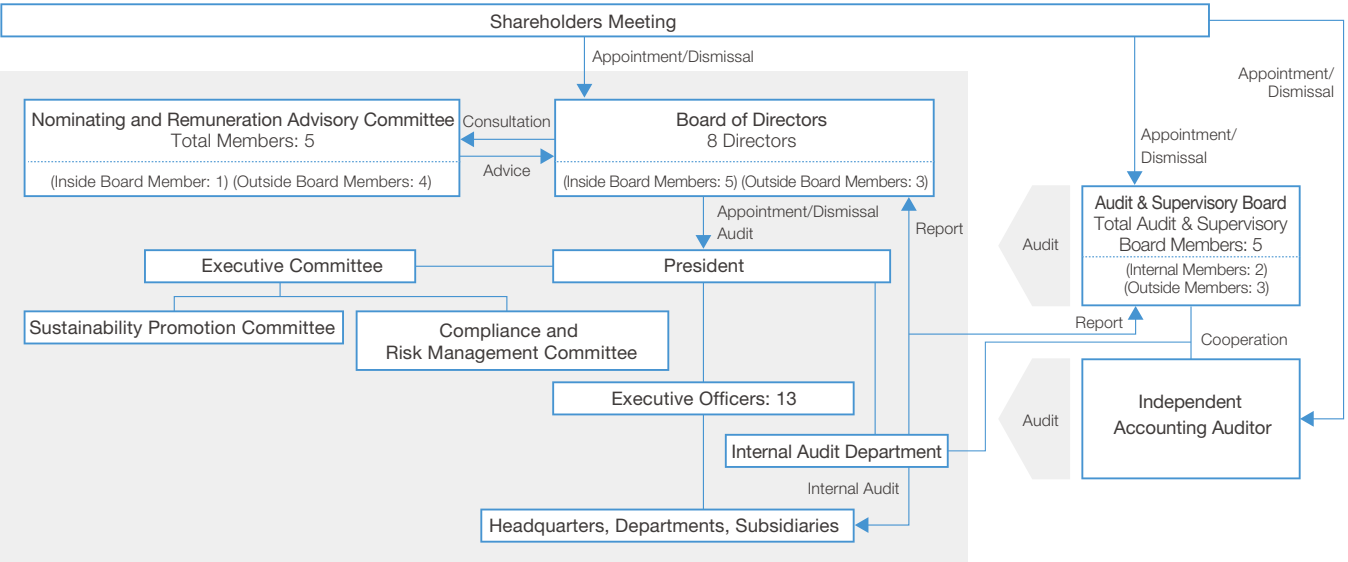 Shareholders Meeting
Appointment/Dismissal
Appointment/
Dismissal
Appointment/
Dismissal
Nominating and Remuneration Advisory Committee
Total Members: 5
(Inside Board Member: 1) (Outside Board Members: 4)
Consultation
Advice
Board of Directors
8 Directors
(Inside Board Members: 5) (Outside Board Members: 3)
Appointment/Dismissal
Audit
Report
Audit
Audit & Supervisory Board
Total Audit & Supervisory
Board Members: 5
(Internal Members: 2)
(Outside Members: 3)
Executive Committee
President
Sustainability Promotion Committee
Compliance and
Risk Management Committee
Report
Cooperation
Executive Officers: 13
Audit
Independent
Accounting Auditor
Internal Audit Department
Internal Audit
Headquarters, Departments, Subsidiaries